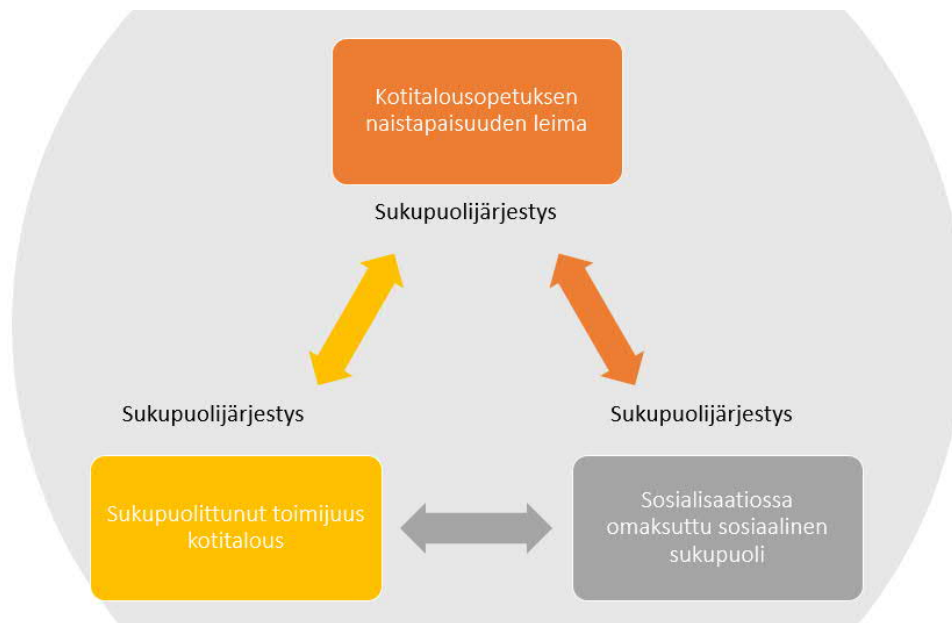 Kotitalousopetuksen
naistapaisuuden leima
Sukupuolijärjestys
Sukupuolijärjestys
Sukupuolijärjestys
Sukupuolittunut toimijuus
kotitalous
Sosialisaatiossa
omaksuttu sosiaalinen
sukupuoli